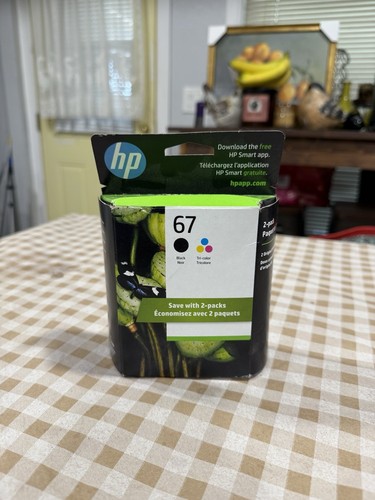 hp
Download the free
HP Smart app.
Téléchargez l'application
HP Smart gratuite.
hpapp.com
67
Black
Noir
Tri-color
Tricolore
2-pack
Save with 2-packs
Économisez avec 2 paquets